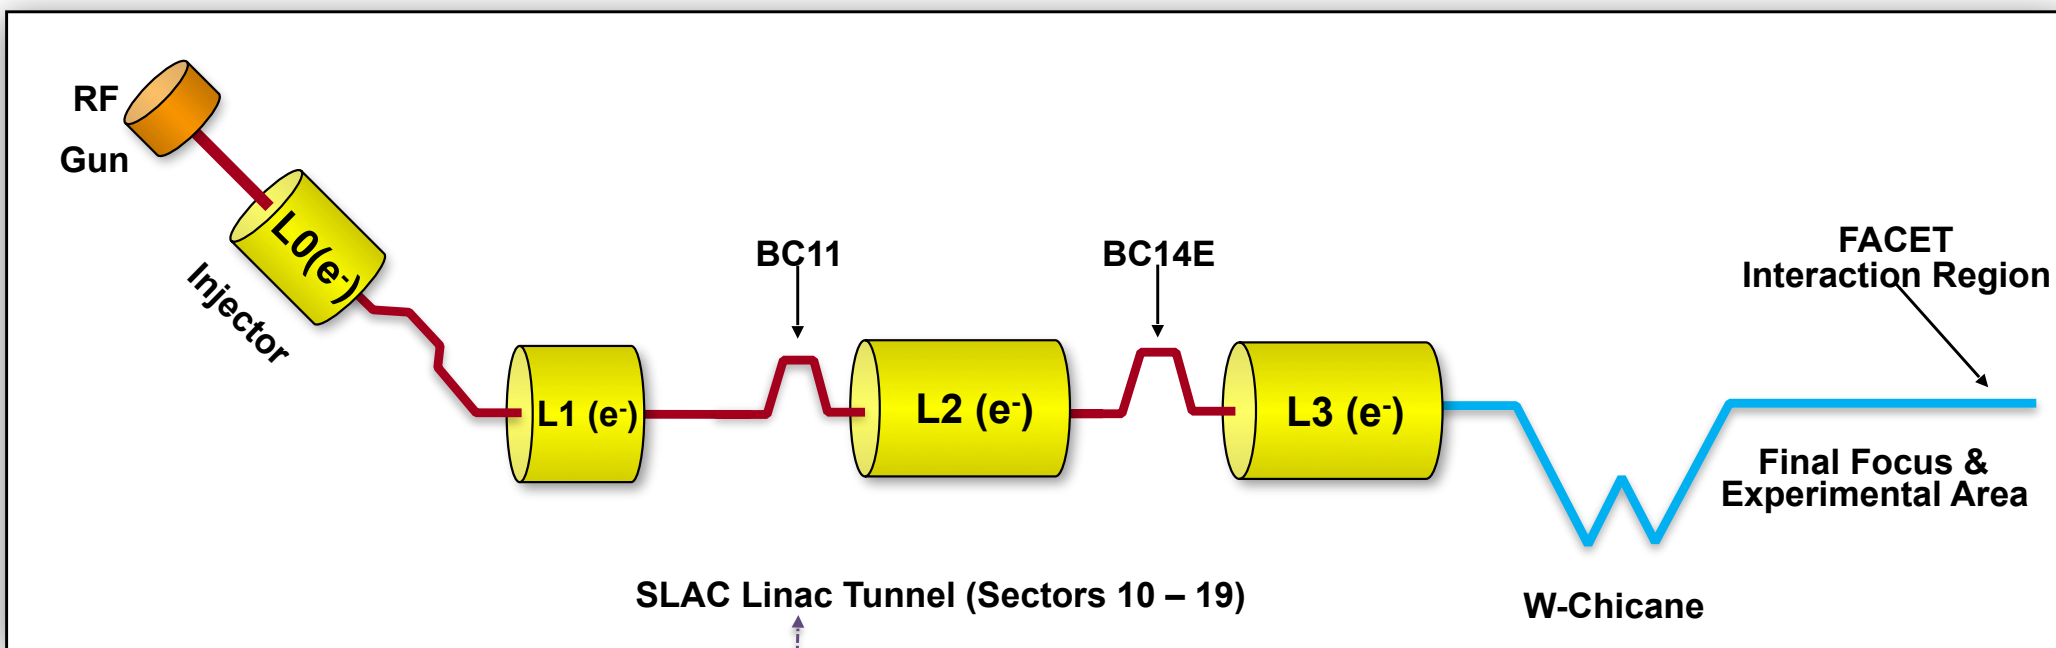 RF
Gun
L0(e-)
Injector
L1 (e-)
BC11
L2 (e-)
BC14E
L3 (e-)
FACET
Interaction Region
Final Focus &
Experimental Area
SLAC Linac Tunnel (Sectors 10 – 19)
W-Chicane